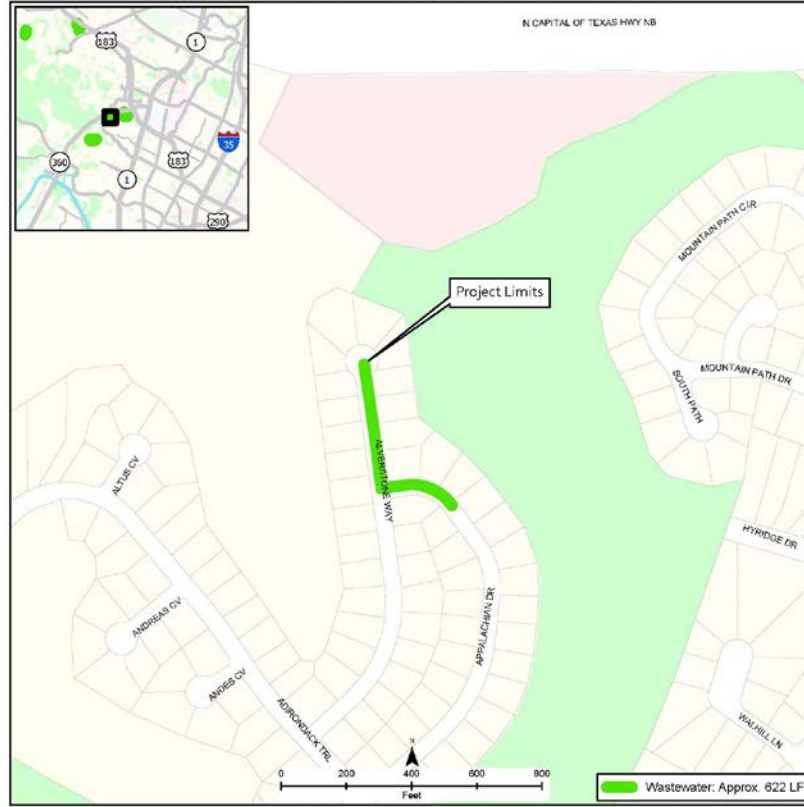 N CAPITAL OF TEXAS HWY NB
183
1
35
183
360
1
290
MOUNTAIN PATH CIR
Project Limits
MOUNTAIN PATH DR
SOUTH PATH
ALVERSTONE WAY
ALTUS CV
HYRIDGE DR
ANDREAS CV
APPALACHIAN DR
ANDES CV
ADIRONDACK TRL
WALHILL LN
N
0 200 400 600 800
Feet
Wastewater: Approx. 622 LF